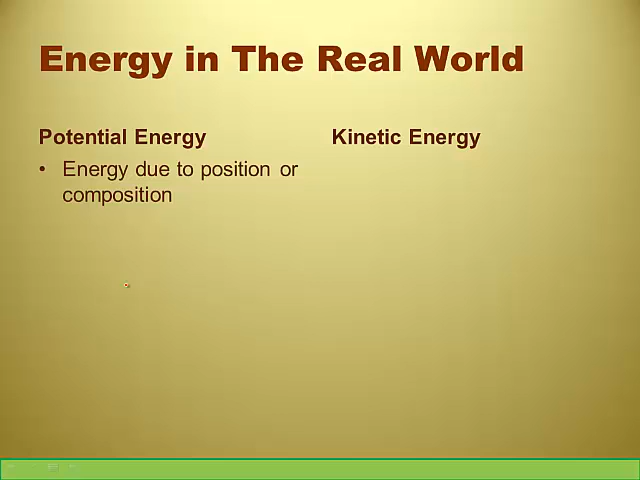 Energy in The Real World
Potential Energy
• Energy due to position or
composition
Kinetic Energy